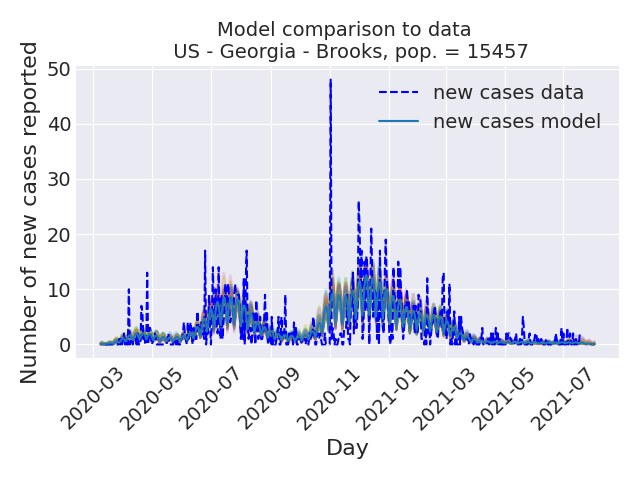 Model comparison to data
US - Georgia - Brooks, pop. = 15457
Number of new cases reported
50
40
30
20
10
0
new cases data
new cases model
2020-03
2020-05
2020-07
2020-09
2020-11
2021-01
2021-03
2021-05
2021-07
Day